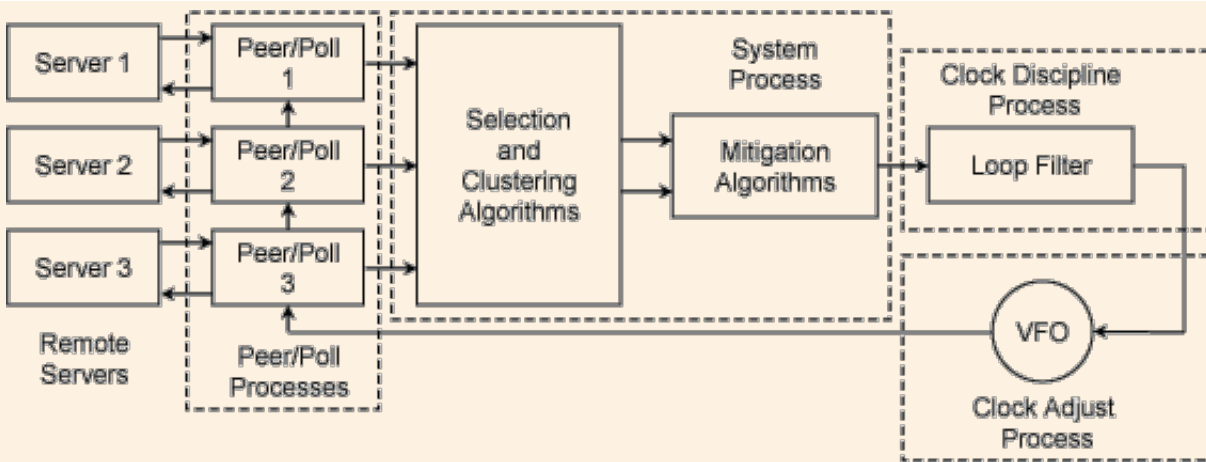 Server 1
Peer/Poll
1
Server 2
Peer/Poll
2
Server 3
Peer/Poll
3
Remote
Servers
Peer/Poll
Processes
Selection
and
Clustering
Algorithms
System
Process
Mitigation
Algorithms
Clock Discipline
Process
Loop Filter
VFO
Clock Adjust
Process